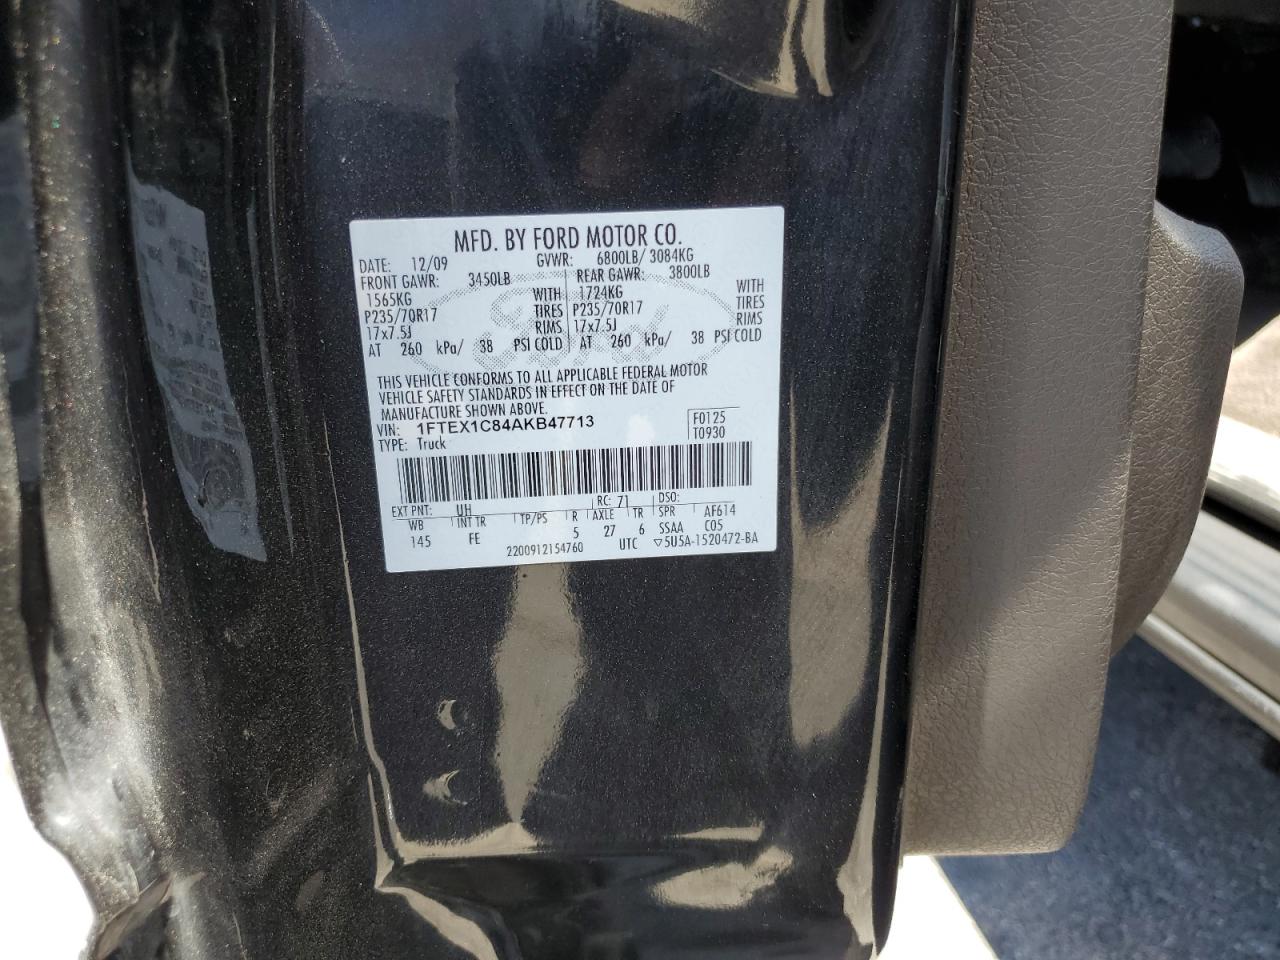 MFD. BY FORD MOTOR CO.
DATE: 12/09 GVWR: 6800LB/ 3084KG
FRONT GAWR: 3450LB REAR GAWR: 3800LB
1565KG WITH 1724KG WITH
P235/70R17 TIRES P235/70R17 TIRES
17x7.5J RIMS 17x7.5J RIMS
AT 260 kPa/ 38 PSI COLD AT 260 kPa/ 38 PSI COLD
Ford
THIS VEHICLE CONFORMS TO ALL APPLICABLE FEDERAL MOTOR
VEHICLE SAFETY STANDARDS IN EFFECT ON THE DATE OF
MANUFACTURE SHOWN ABOVE.
VIN: 1FTEX1C84AKB47713 F0125
TYPE: Truck T0930
EXT PNT: UH RC: 71 DSO:
WB INT TR TP/PS R AXLE TR SPR AF614
145 FE 5 27 6 SSAA C05
2200912154760 UTC ▽5U5A-1520472-BA